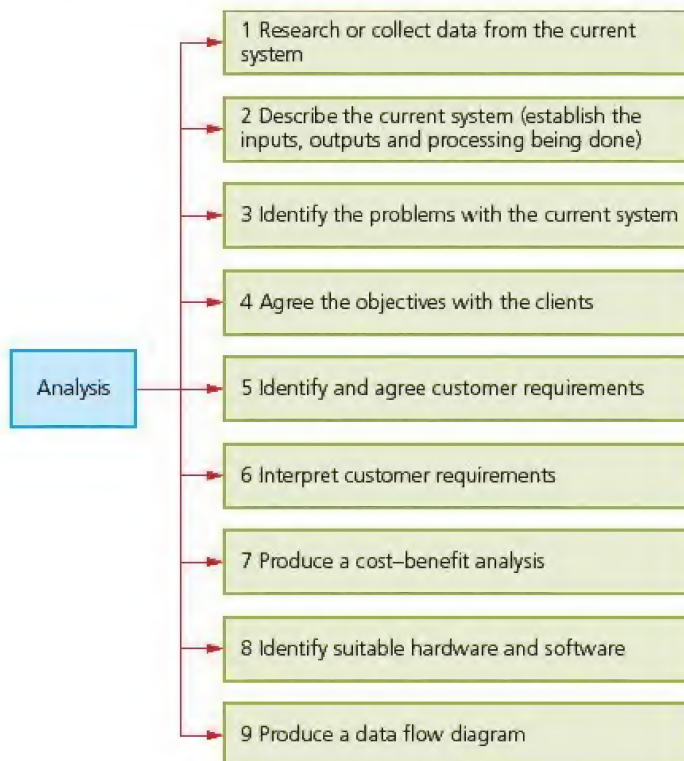 1 Research or collect data from the current
system
2 Describe the current system (establish the
inputs, outputs and processing being done)
3 Identify the problems with the current system
4 Agree the objectives with the clients
Analysis
5 Identify and agree customer requirements
6 Interpret customer requirements
7 Produce a cost–benefit analysis
8 Identify suitable hardware and software
9 Produce a data flow diagram